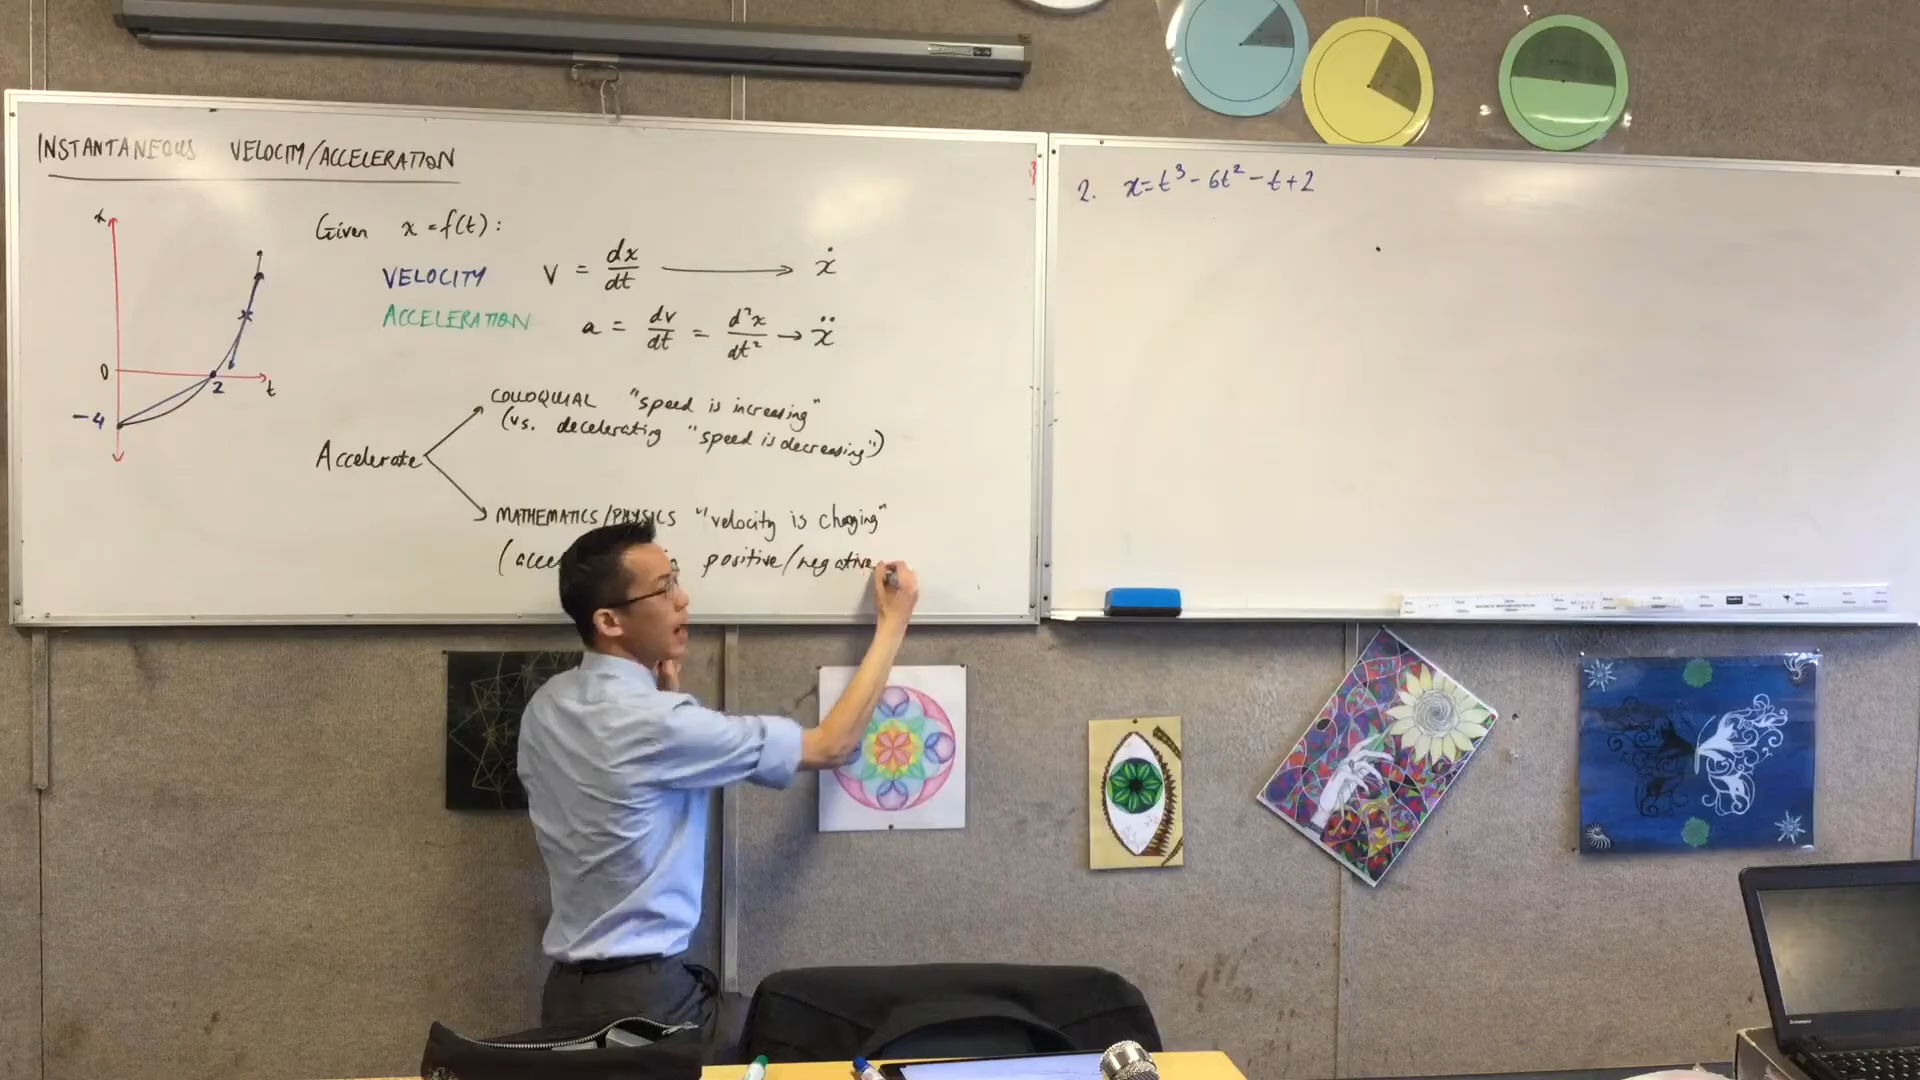 INSTANTANEOUS VELOCITY/ACCELERATION
x
0
2
t
-4
Given x = f(t):
VELOCITY v = dx/dt → ẋ
ACCELERATION a = dv/dt = d²x/dt² → ẍ
Accelerate
COLLOQUIAL "speed is increasing"
(vs. decelerating "speed is decreasing")
MATHEMATICS/PHYSICS "velocity is changing"
( positive/negative
2. x = t³ - 6t² - t + 2